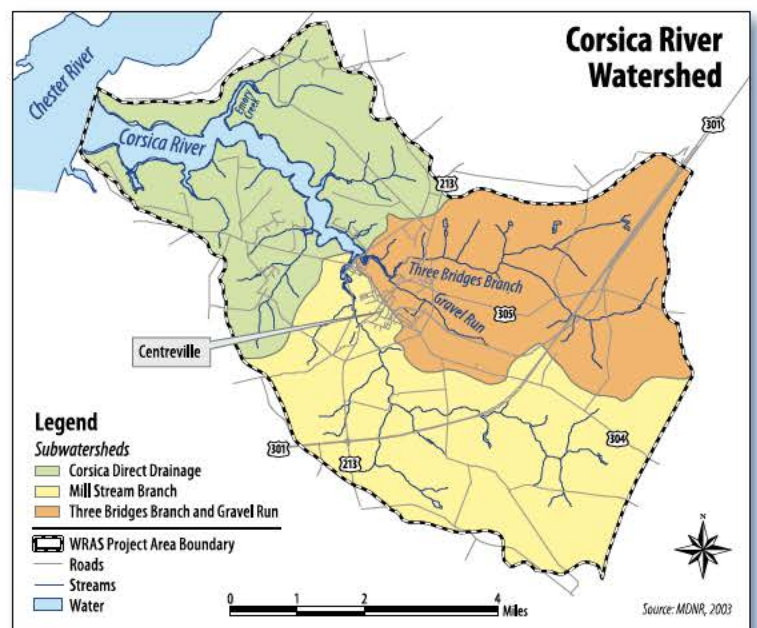 Corsica River
Watershed
Chester River
Corsica River
Emory
Creek
301
213
Three Bridges Branch
Gravel Run
305
Centreville
304
301
213
Legend
Subwatersheds
Corsica Direct Drainage
Mill Stream Branch
Three Bridges Branch and Gravel Run
WRAS Project Area Boundary
Roads
Streams
Water
0 1 2 4
Miles
N
Source: MDNR, 2003